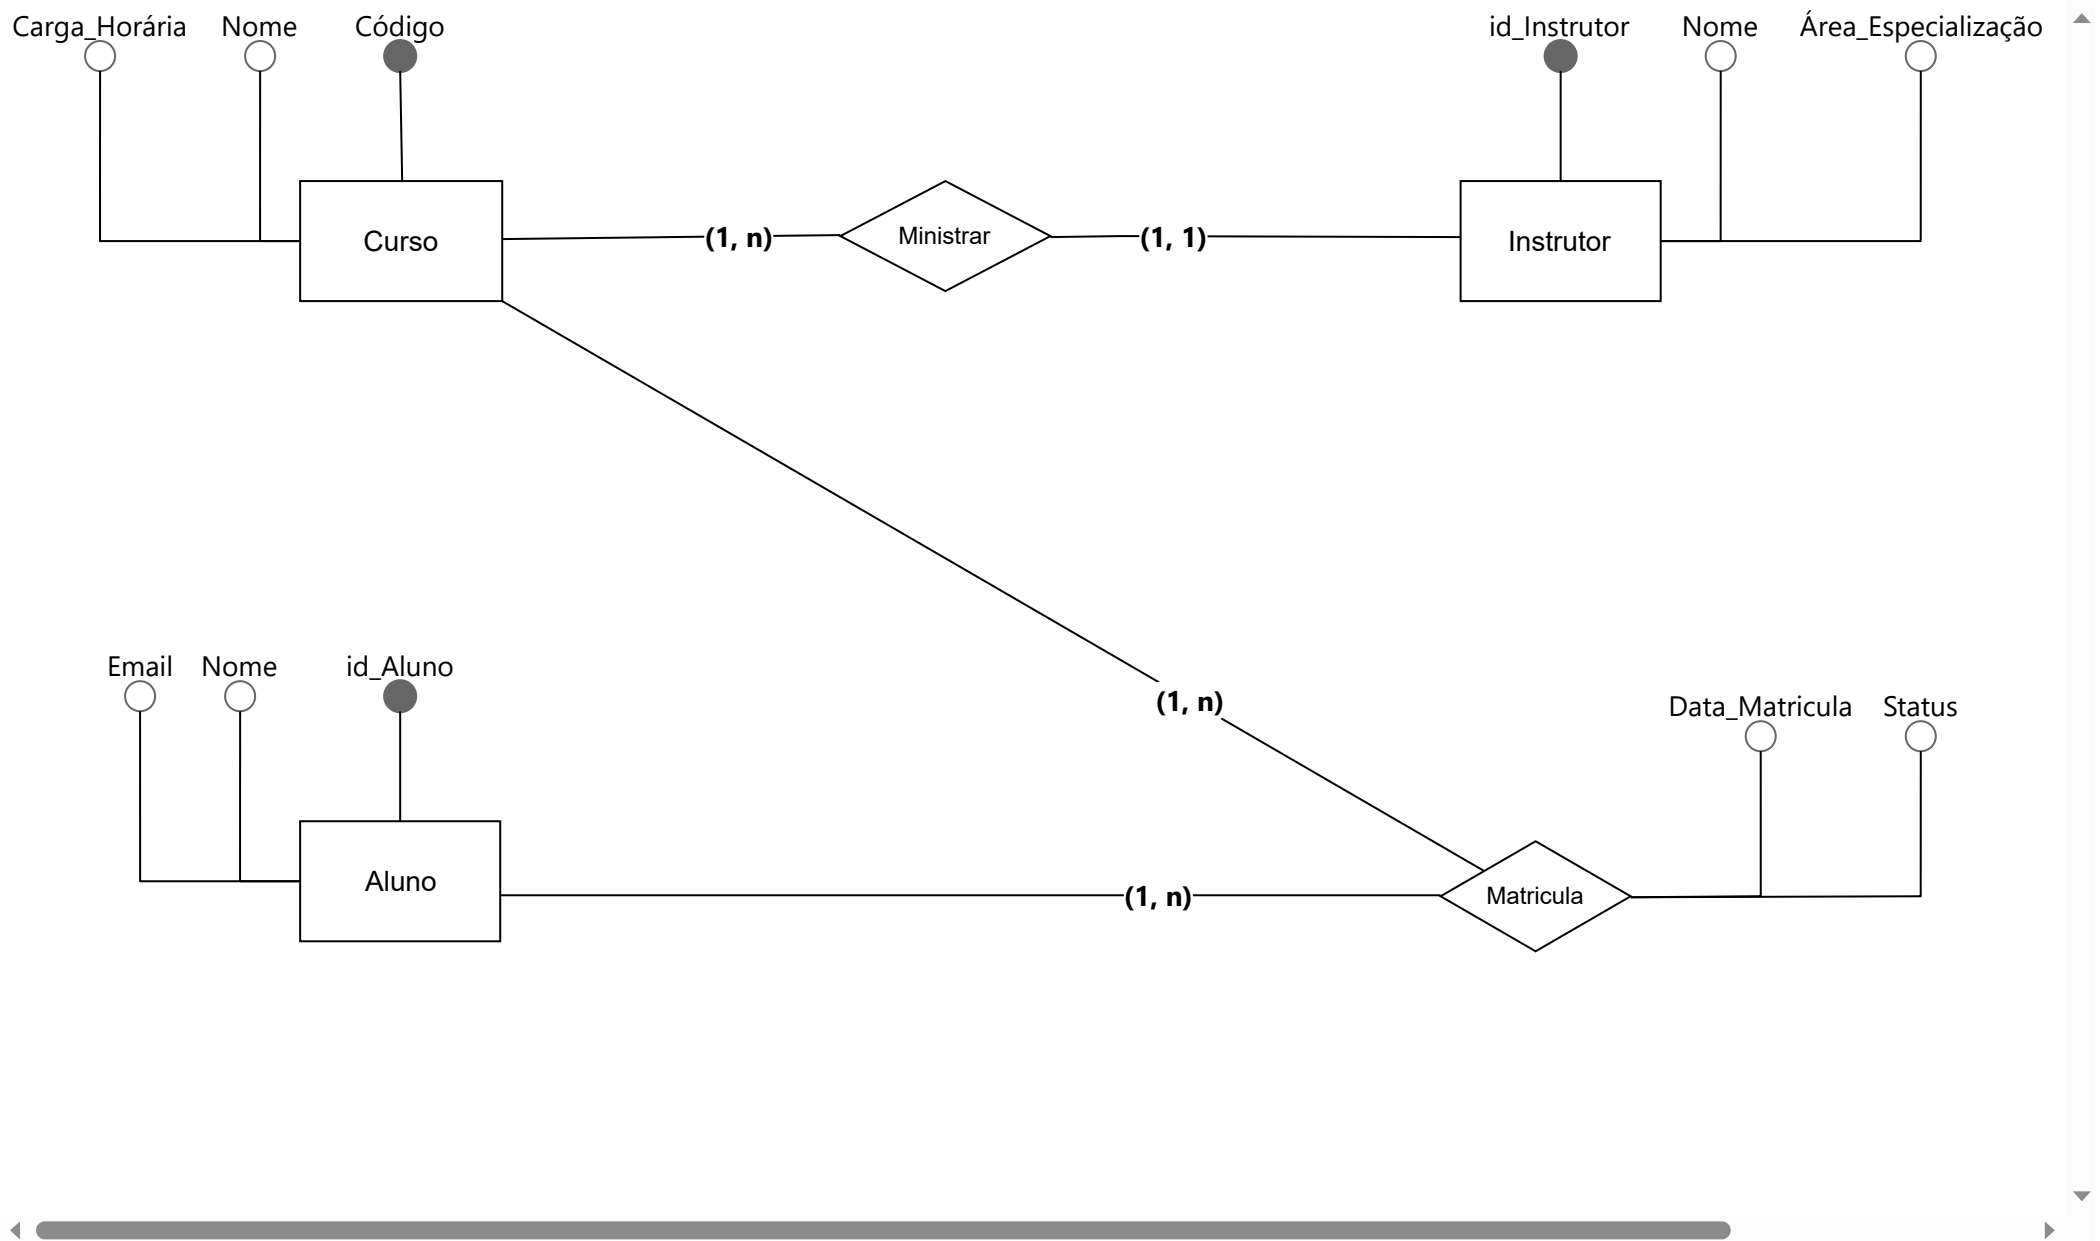 Carga_Horária Nome Código id_Instrutor Nome Área_Especialização
Curso (1, n) Ministrar (1, 1) Instrutor
Email Nome id_Aluno
(1, n)
Data_Matricula Status
Aluno (1, n) Matricula